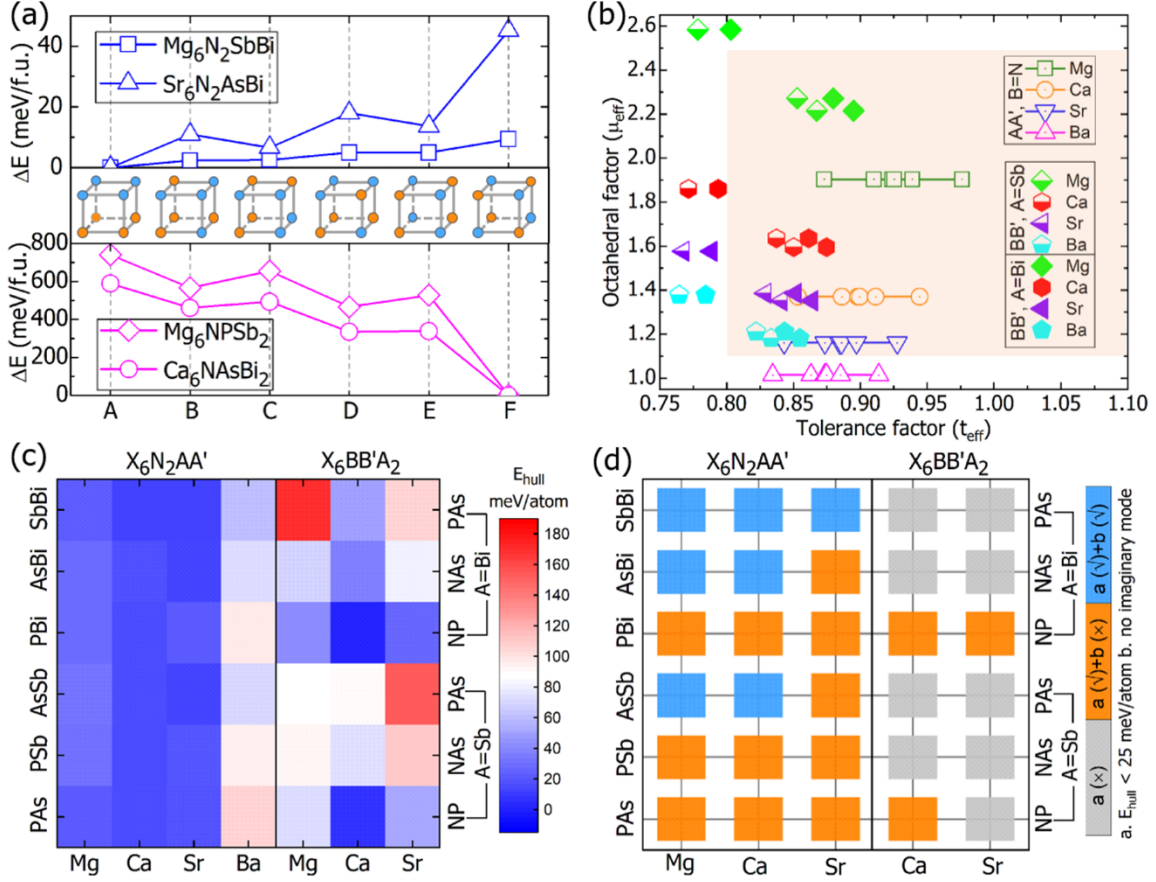 (a)
ΔE (meV/f.u.)
40
20
0
Mg6N2SbBi
Sr6N2AsBi
ΔE (meV/f.u.)
800
600
400
200
0
Mg6NPSb2
Ca6NAsBi2
A B C D E F
(b)
Octahedral factor (μeff)
2.6
2.4
2.2
2.0
1.8
1.6
1.4
1.2
1.0
AA', B=N
Mg
Ca
Sr
Ba
BB', A=Sb
Mg
Ca
Sr
Ba
BB', A=Bi
Mg
Ca
Sr
Ba
0.75 0.80 0.85 0.90 0.95 1.00 1.05 1.10
Tolerance factor (teff)
(c)
X6N2AA' X6BB'A2
SbBi
AsBi
PBi
AsSb
PSb
PAs
PAs
NAs
NP
A=Bi
PAs
NAs
NP
A=Sb
Mg Ca Sr Ba Mg Ca Sr
Ehull
meV/atom
180
160
140
120
100
80
60
40
20
0
(d)
X6N2AA' X6BB'A2
SbBi
AsBi
PBi
AsSb
PSb
PAs
PAs
NAs
NP
A=Bi
PAs
NAs
NP
A=Sb
Mg Ca Sr Ca Sr
a (√)+b (√)
a (√)+b (×)
a (×)
a. Ehull < 25 meV/atom b. no imaginary mode